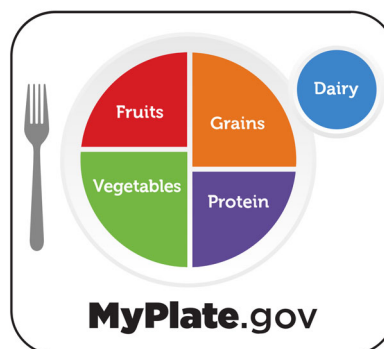 Dairy
Fruits
Grains
Vegetables
Protein
MyPlate.gov